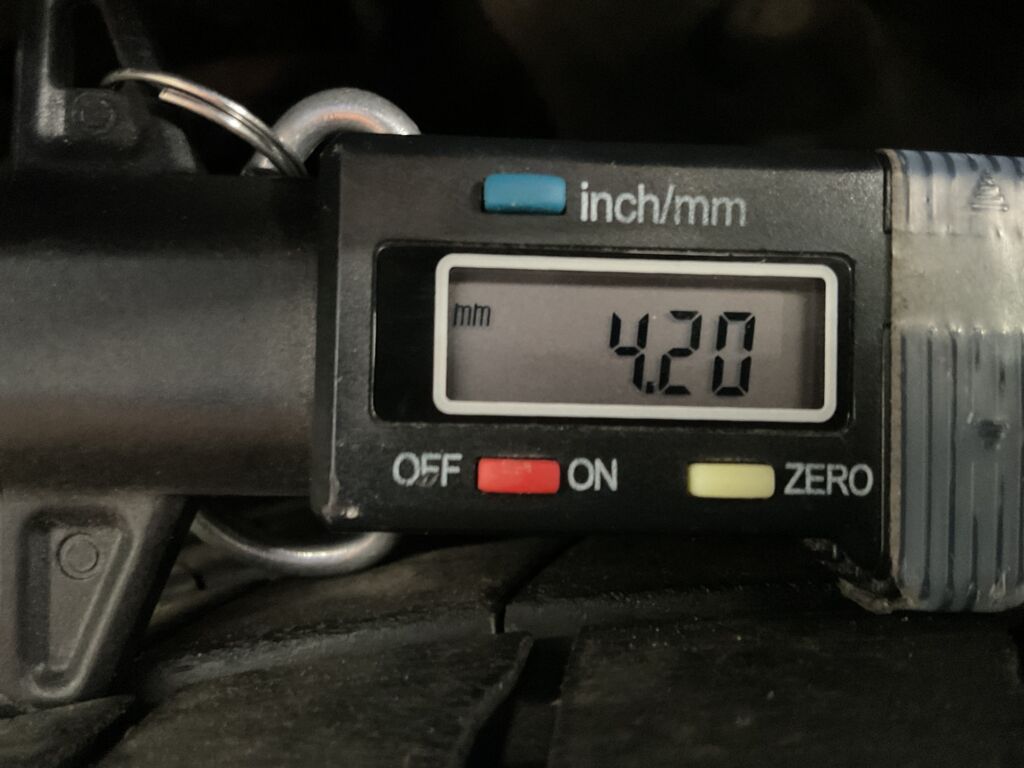 inch/mm
mm 4.20
OFF ON ZERO